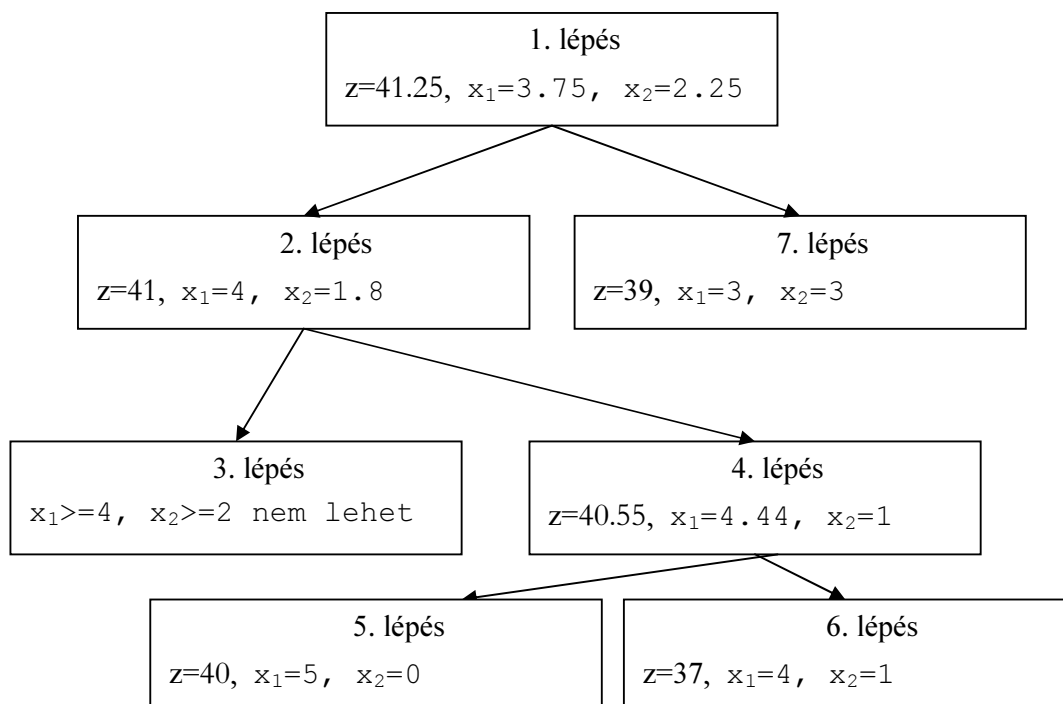 1. lépés
z=41.25, x₁=3.75, x₂=2.25
2. lépés
z=41, x₁=4, x₂=1.8
7. lépés
z=39, x₁=3, x₂=3
3. lépés
x₁>=4, x₂>=2 nem lehet
4. lépés
z=40.55, x₁=4.44, x₂=1
5. lépés
z=40, x₁=5, x₂=0
6. lépés
z=37, x₁=4, x₂=1